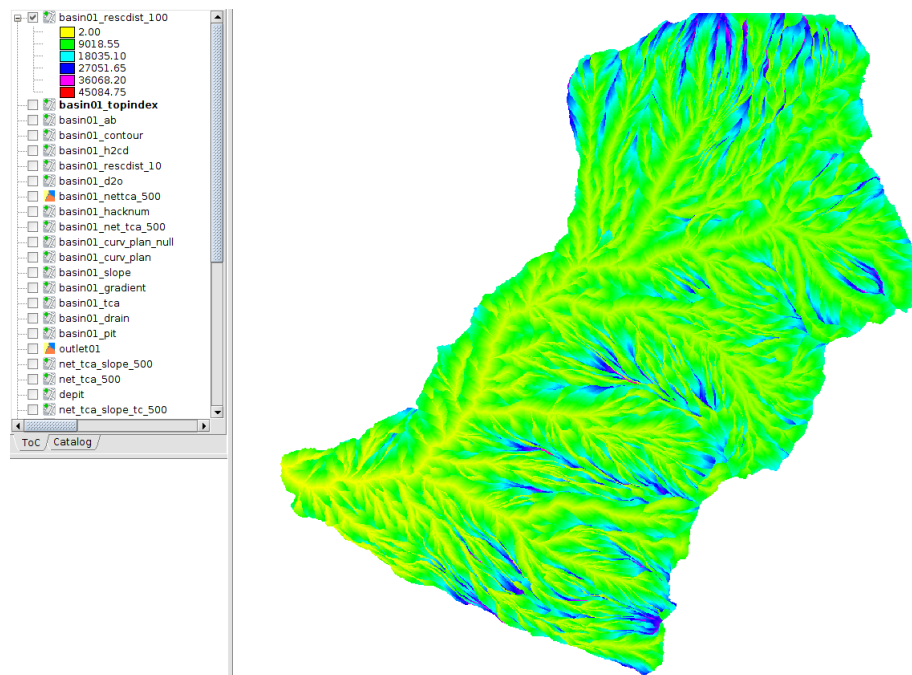 basin01_rescdist_100
2.00
9018.55
18035.10
27051.65
36068.20
45084.75
basin01_topindex
basin01_ab
basin01_contour
basin01_h2cd
basin01_rescdist_10
basin01_d2o
basin01_nettca_500
basin01_hacknum
basin01_net_tca_500
basin01_curv_plan_null
basin01_curv_plan
basin01_slope
basin01_gradient
basin01_tca
basin01_drain
basin01_pit
outlet01
net_tca_slope_500
net_tca_500
depit
net_tca_slope_tc_500
ToC Catalog